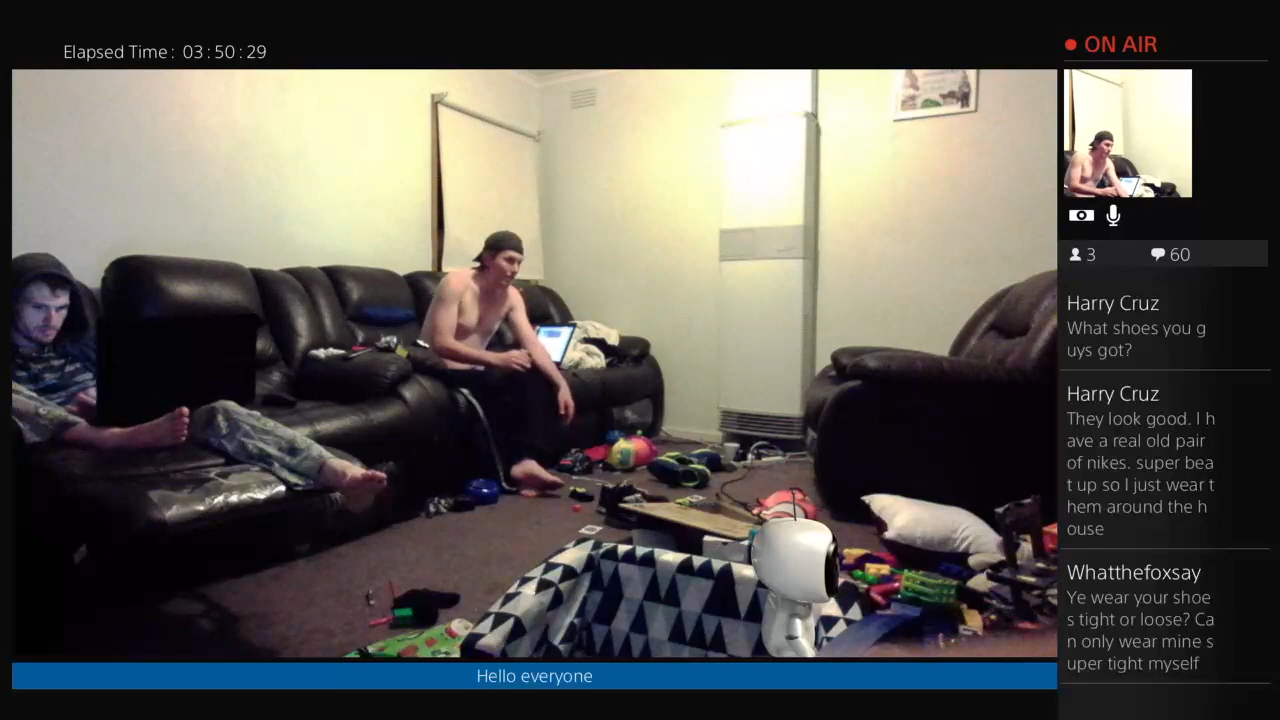 Elapsed Time: 03:50:29
ON AIR
3
60
Harry Cruz
What shoes you g
uys got?
Harry Cruz
They look good. I h
ave a real old pair
of nikes. super bea
t up so I just wear t
hem around the h
ouse
Whatthefoxsay
Ye wear your shoe
s tight or loose? Ca
n only wear mine s
uper tight myself
Hello everyone